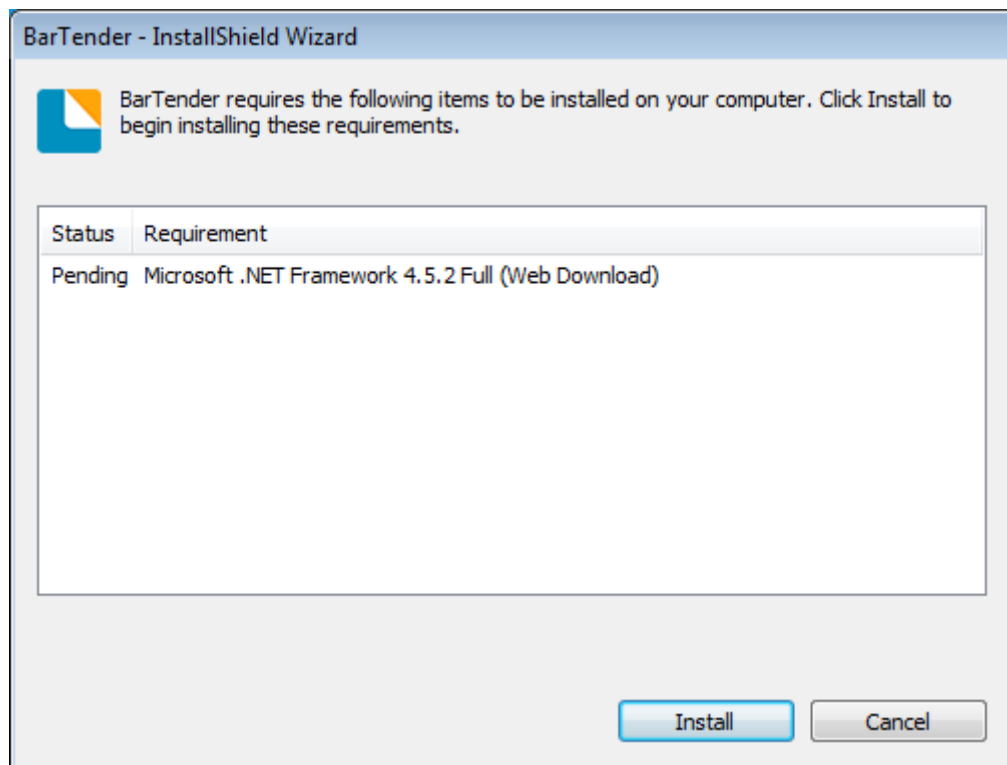 BarTender - InstallShield Wizard
BarTender requires the following items to be installed on your computer. Click Install to
begin installing these requirements.
Status Requirement
Pending Microsoft .NET Framework 4.5.2 Full (Web Download)
Install Cancel